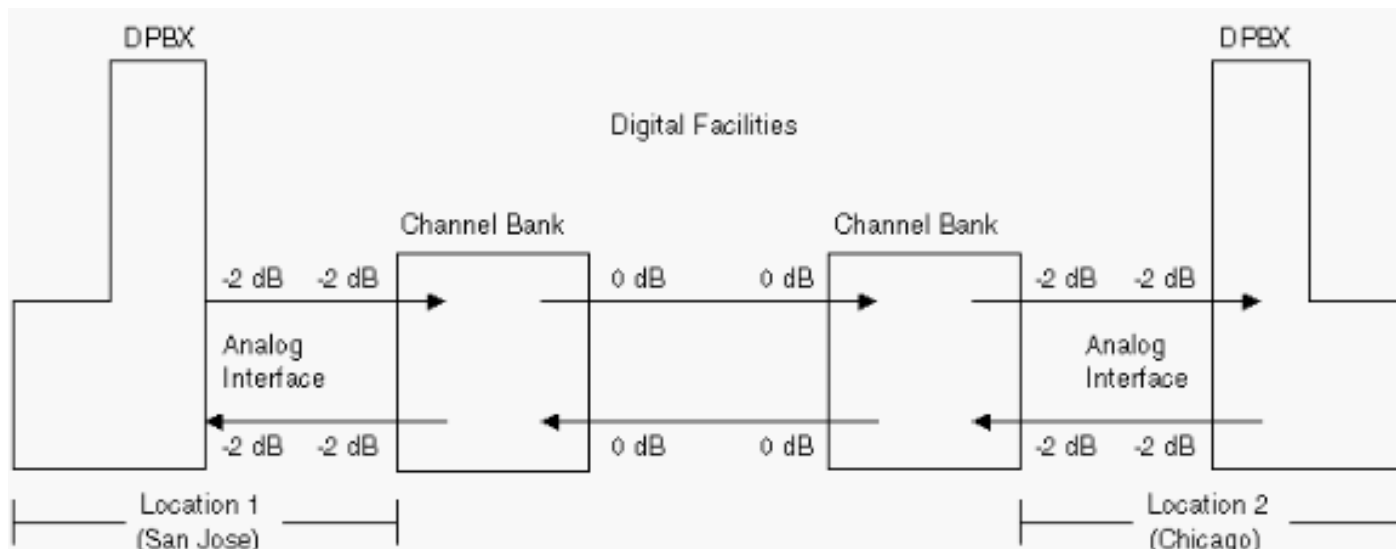 DPBX
DPBX
Digital Facilities
Channel Bank
Channel Bank
-2 dB -2 dB
0 dB 0 dB
-2 dB -2 dB
Analog
Interface
Analog
Interface
-2 dB -2 dB
0 dB 0 dB
-2 dB -2 dB
Location 1
(San Jose)
Location 2
(Chicago)